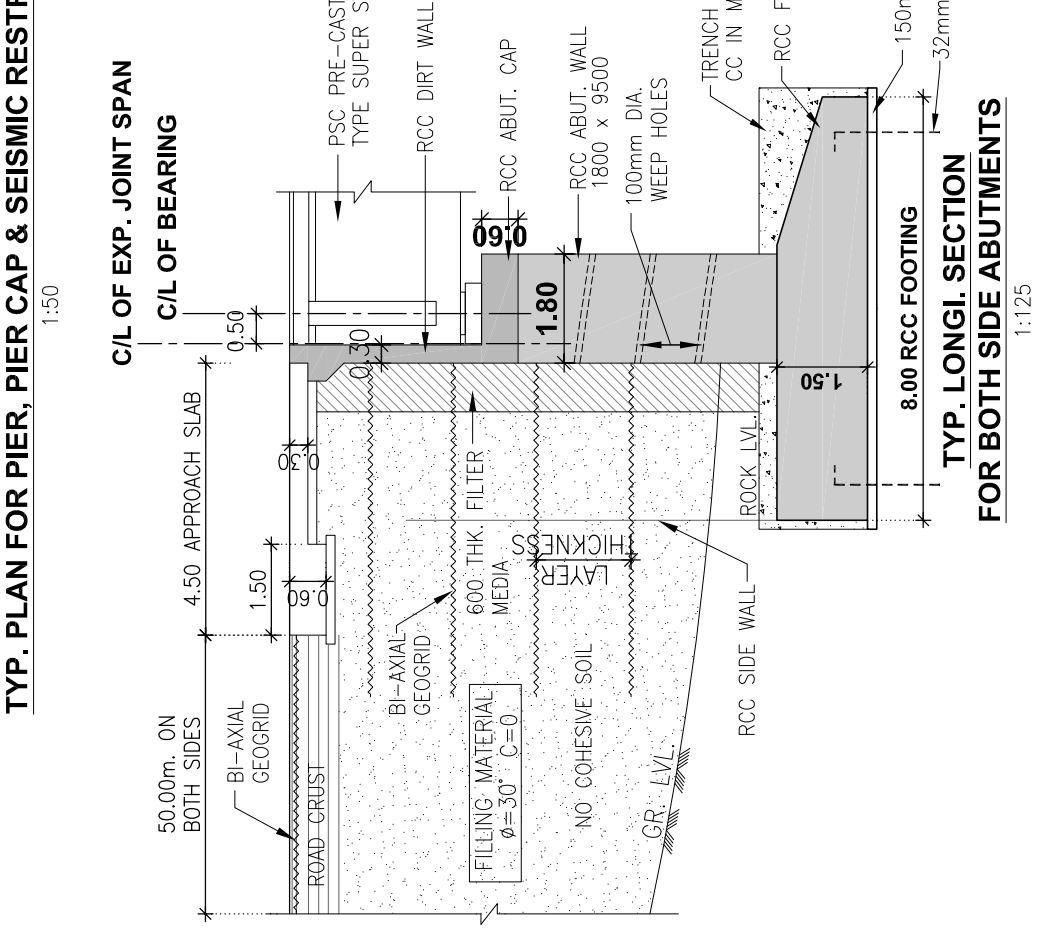 TYP. PLAN FOR PIER, PIER CAP & SEISMIC RESTR
1:50
C/L OF EXP. JOINT SPAN
C/L OF BEARING
PSC PRE-CAST
TYPE SUPER S
RCC DIRT WALL
RCC ABUT. CAP
RCC ABUT. WALL
1800 x 9500
100mm DIA.
WEEP HOLES
TRENCH
CC IN M
RCC F
150m
32mm
0.50
0.30
0.60
1.80
1.50
8.00 RCC FOOTING
50.00m. ON
BOTH SIDES
4.50 APPROACH SLAB
1.50
0.60
0.30
BI-AXIAL
GEOGRID
ROAD CRUST
BI-AXIAL
GEOGRID
600 THK. FILTER
MEDIA
LAYER
THICKNESS
FILLING MATERIAL
ø=30° C=0
NO COHESIVE SOIL
GR. LVL.
ROCK LVL.
RCC SIDE WALL
TYP. LONGI. SECTION
FOR BOTH SIDE ABUTMENTS
1:125